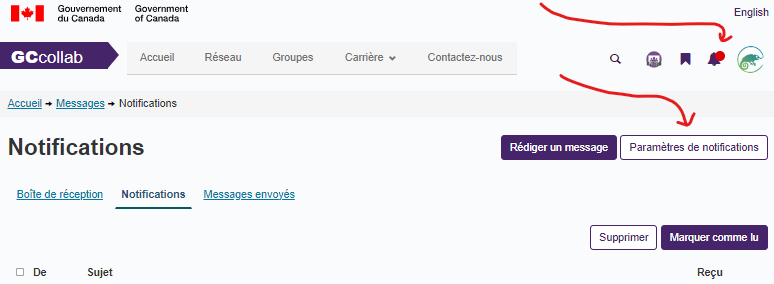 Gouvernement du Canada
Government of Canada
English
GCcollab
Accueil Réseau Groupes Carrière Contactez-nous
Accueil → Messages → Notifications
Notifications
Rédiger un message
Paramètres de notifications
Boîte de réception Notifications Messages envoyés
Supprimer Marquer comme lu
De Sujet Reçu